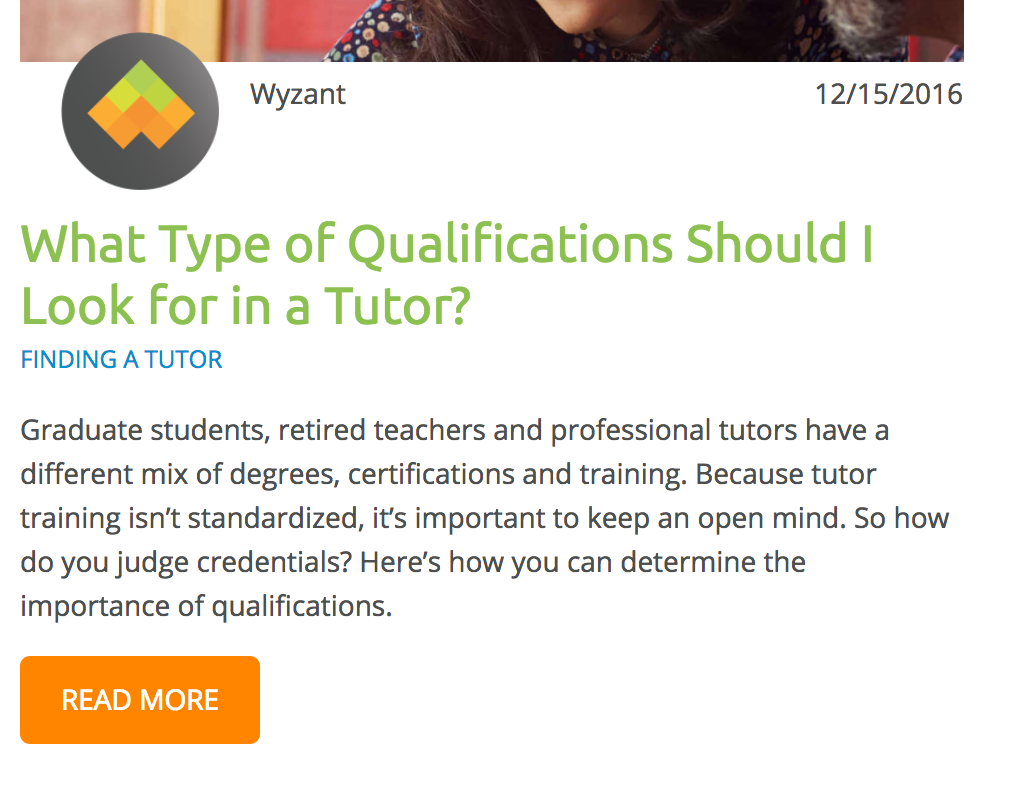 Wyzant
12/15/2016
What Type of Qualifications Should I
Look for in a Tutor?
FINDING A TUTOR
Graduate students, retired teachers and professional tutors have a
different mix of degrees, certifications and training. Because tutor
training isn’t standardized, it’s important to keep an open mind. So how
do you judge credentials? Here’s how you can determine the
importance of qualifications.
READ MORE